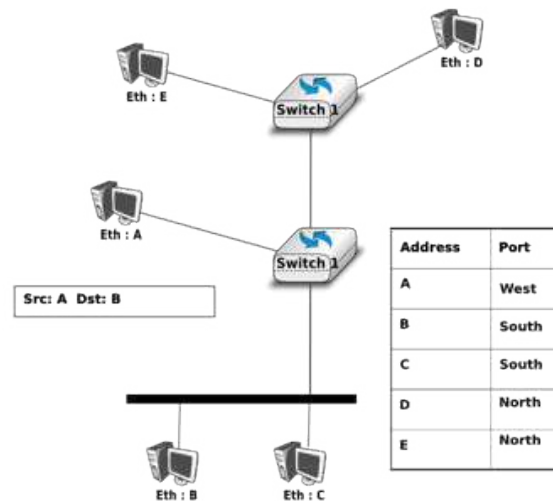 Eth : D
Eth : E
Switch 1
Eth : A
Switch 1
Src: A Dst: B
Address Port
A West
B South
C South
D North
E North
Eth : B Eth : C